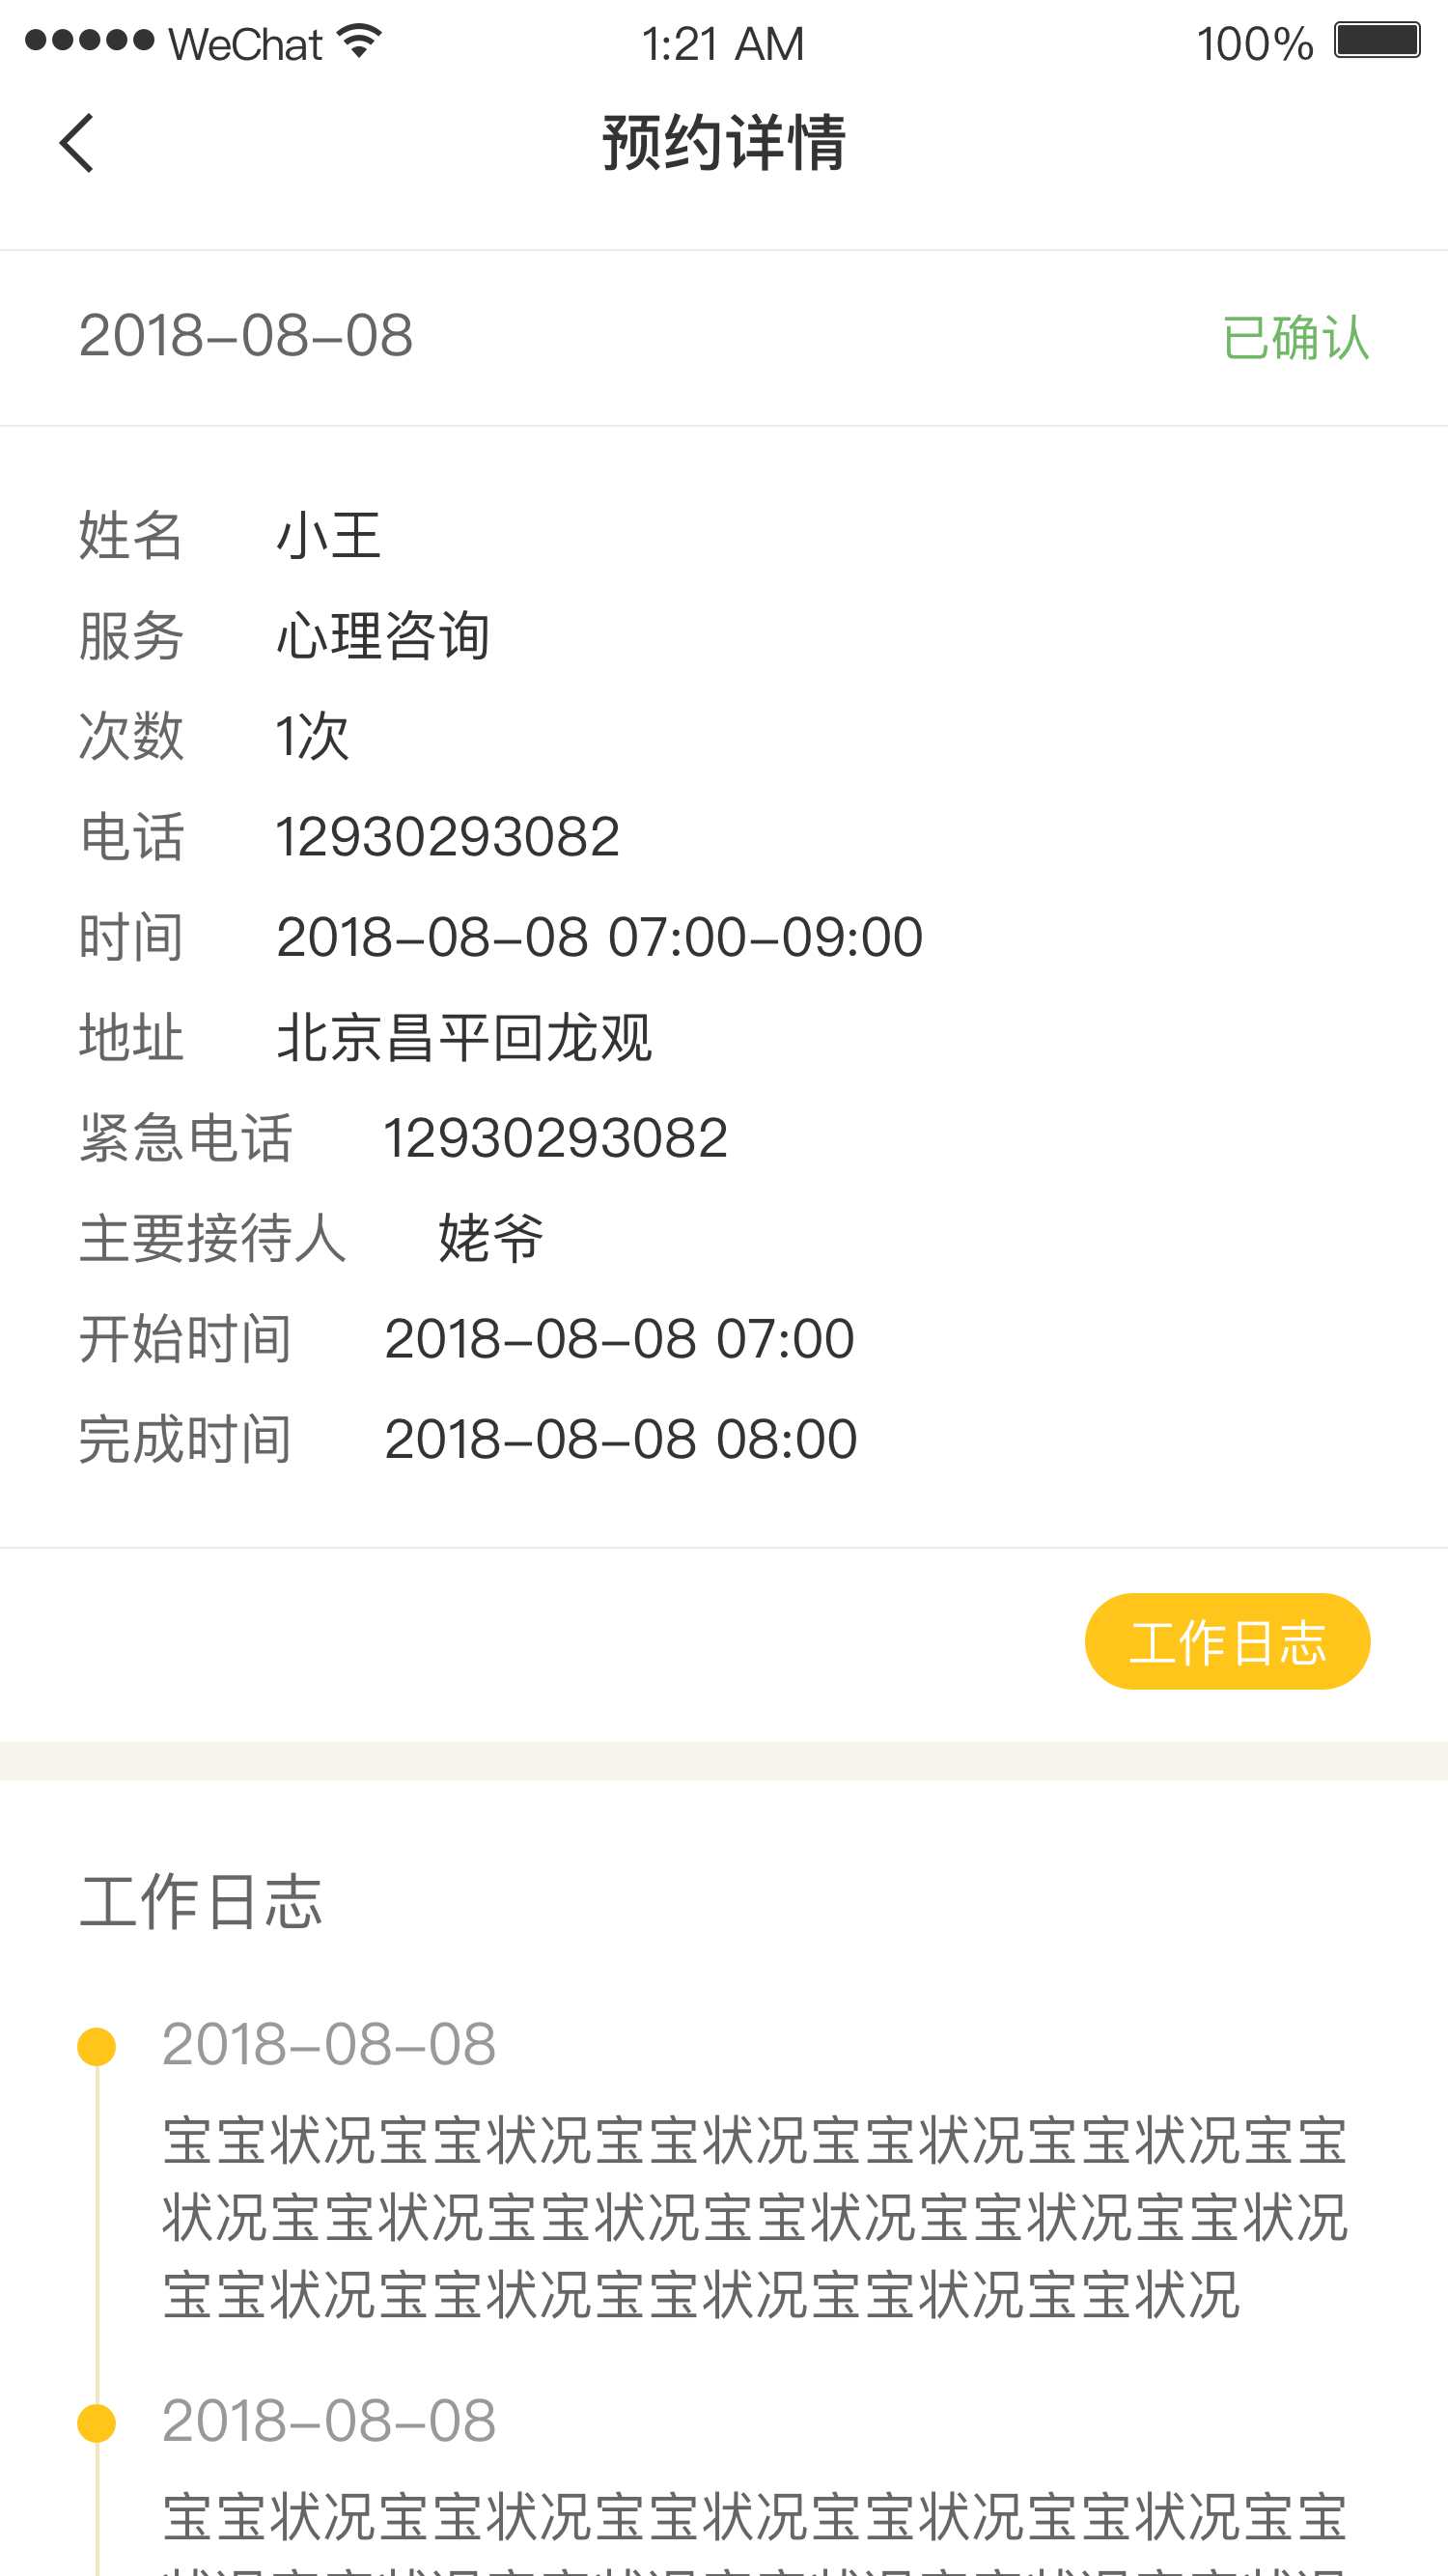 WeChat 1:21 AM 100%
预约详情
2018-08-08 已确认
姓名 小王
服务 心理咨询
次数 1次
电话 12930293082
时间 2018-08-08 07:00-09:00
地址 北京昌平回龙观
紧急电话 12930293082
主要接待人 姥爷
开始时间 2018-08-08 07:00
完成时间 2018-08-08 08:00
工作日志
工作日志
2018-08-08
宝宝状况宝宝状况宝宝状况宝宝状况宝宝状况宝宝
状况宝宝状况宝宝状况宝宝状况宝宝状况宝宝状况
宝宝状况宝宝状况宝宝状况宝宝状况宝宝状况
2018-08-08
宝宝状况宝宝状况宝宝状况宝宝状况宝宝状况宝宝